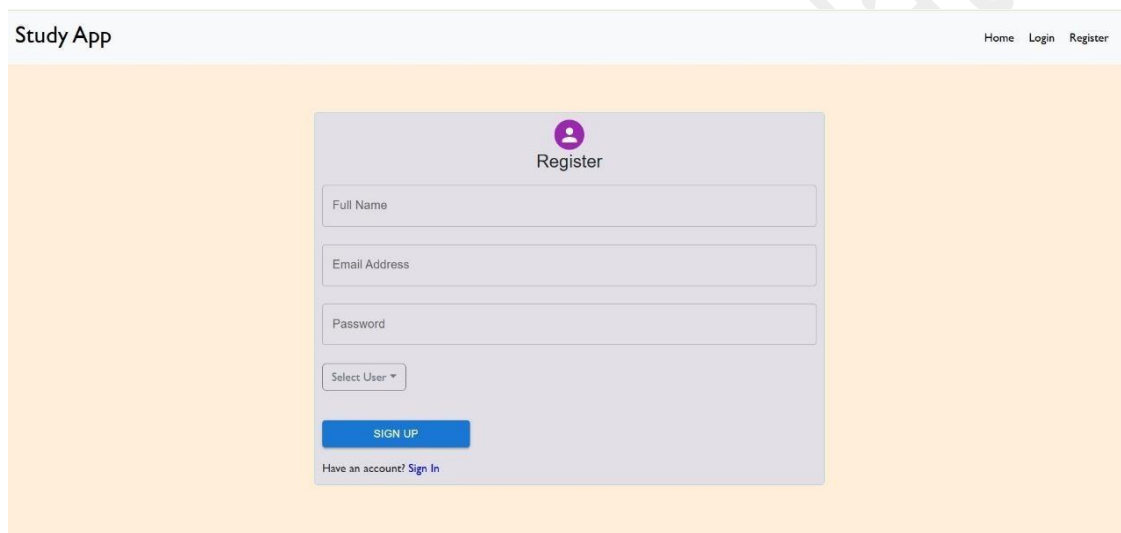 Study App
Home Login Register
Register
Full Name
Email Address
Password
Select User
SIGN UP
Have an account? Sign In